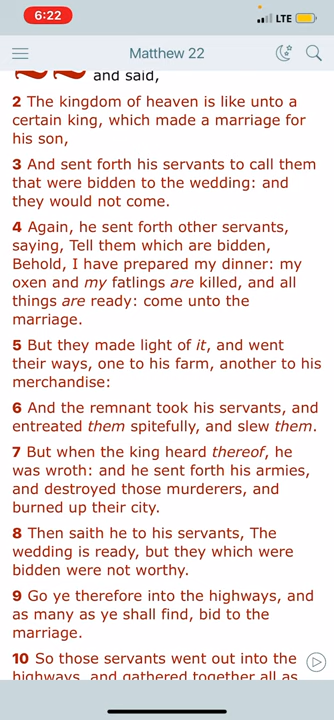 6:22
LTE
Matthew 22
and said,
2 The kingdom of heaven is like unto a
certain king, which made a marriage for
his son,
3 And sent forth his servants to call them
that were bidden to the wedding: and
they would not come.
4 Again, he sent forth other servants,
saying, Tell them which are bidden,
Behold, I have prepared my dinner: my
oxen and my fatlings are killed, and all
things are ready: come unto the
marriage.
5 But they made light of it, and went
their ways, one to his farm, another to his
merchandise:
6 And the remnant took his servants, and
entreated them spitefully, and slew them.
7 But when the king heard thereof, he
was wroth: and he sent forth his armies,
and destroyed those murderers, and
burned up their city.
8 Then saith he to his servants, The
wedding is ready, but they which were
bidden were not worthy.
9 Go ye therefore into the highways, and
as many as ye shall find, bid to the
marriage.
10 So those servants went out into the
highways, and gathered together all as